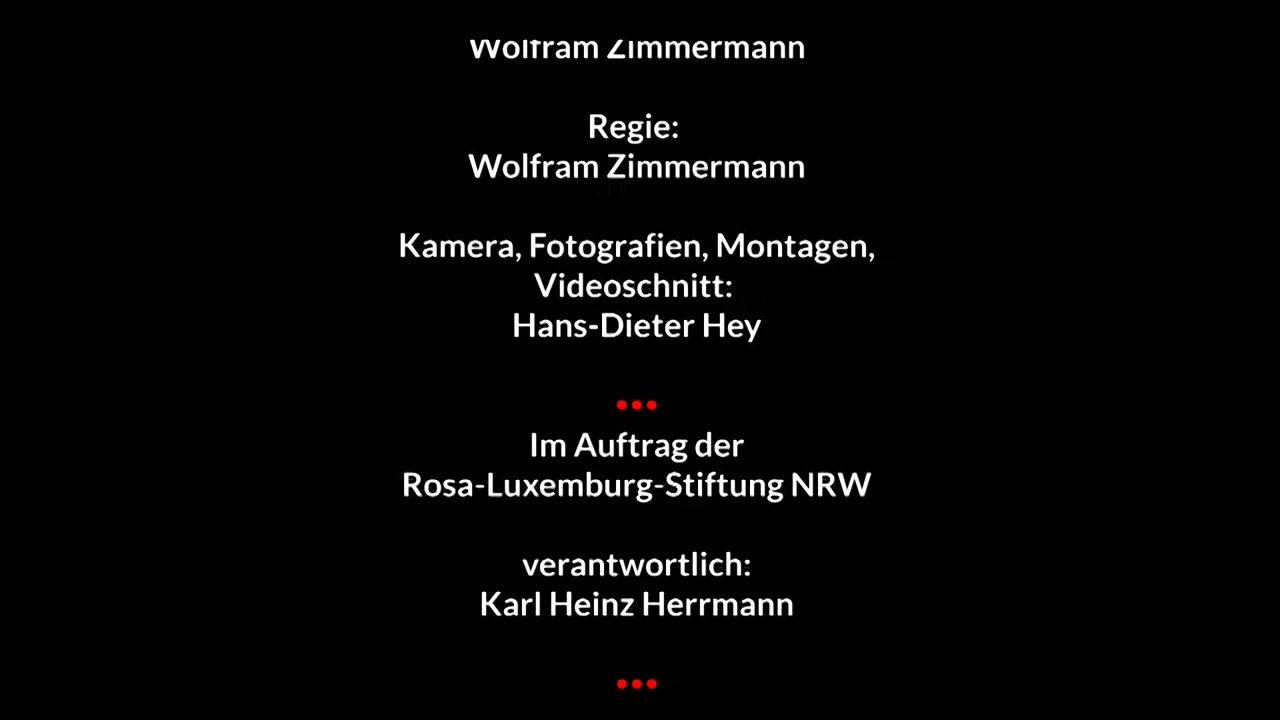 Wolfram Zimmermann
Regie:
Wolfram Zimmermann
Kamera, Fotografien, Montagen,
Videoschnitt:
Hans-Dieter Hey
•••
Im Auftrag der
Rosa-Luxemburg-Stiftung NRW
verantwortlich:
Karl Heinz Herrmann
•••